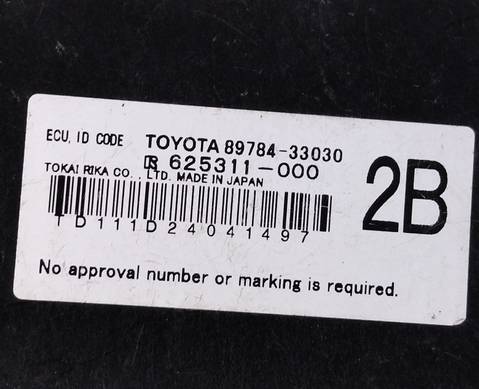 ECU, ID CODE TOYOTA 89784-33030
625311-000
TOKAI RIKA CO., LTD. MADE IN JAPAN
2B
TD111D24041497
No approval number or marking is required.